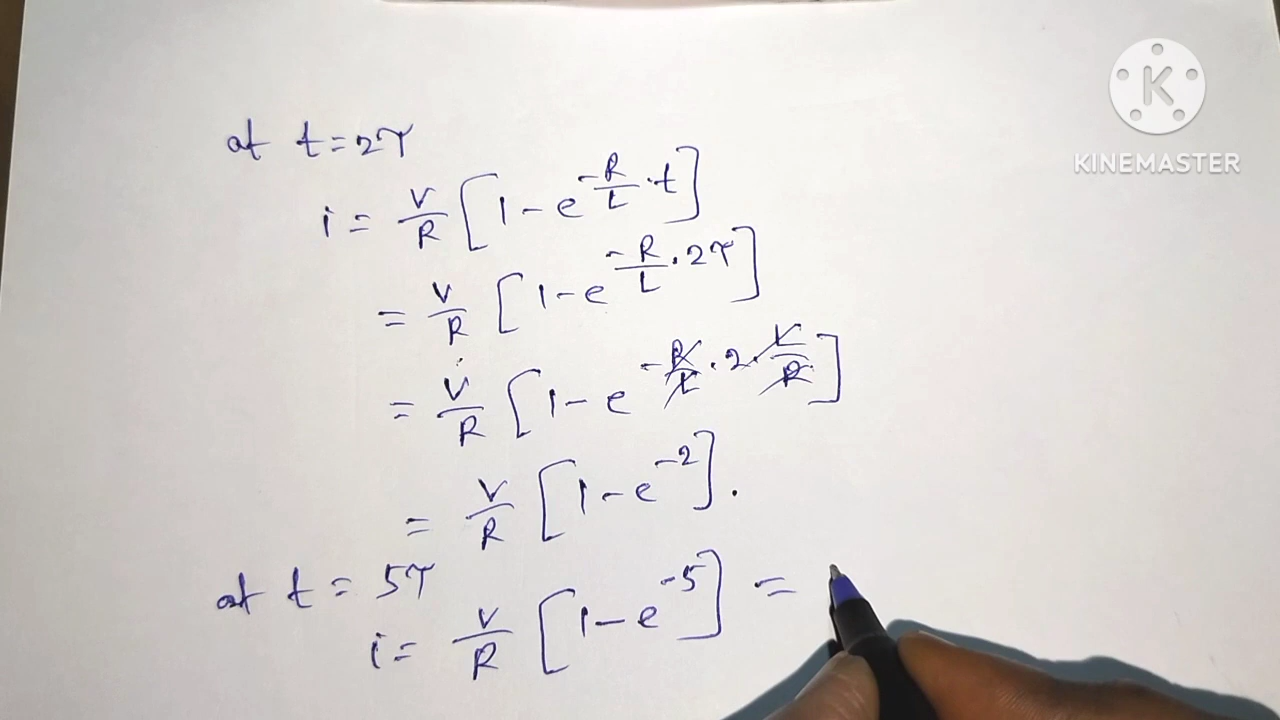 at t = 2τ
i = V/R [1 - e^(-R/L · t)]
= V/R [1 - e^(-R/L · 2τ)]
= V/R [1 - e^(-R/L · 2 · L/R)]
= V/R [1 - e^(-2)].
at t = 5τ
i = V/R [1 - e^(-5)] =
K
KINEMASTER